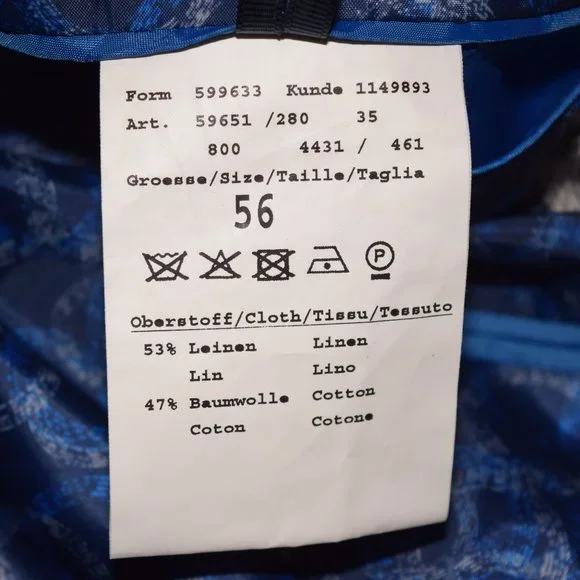 Form 599633 Kunde 1149893
Art. 59651 /280 35
800 4431 / 461
Groesse/Size/Taille/Taglia
56
P
Oberstoff/Cloth/Tissu/Tessuto
53% Leinen Linen
Lin Lino
47% Baumwolle Cotton
Coton Cotone